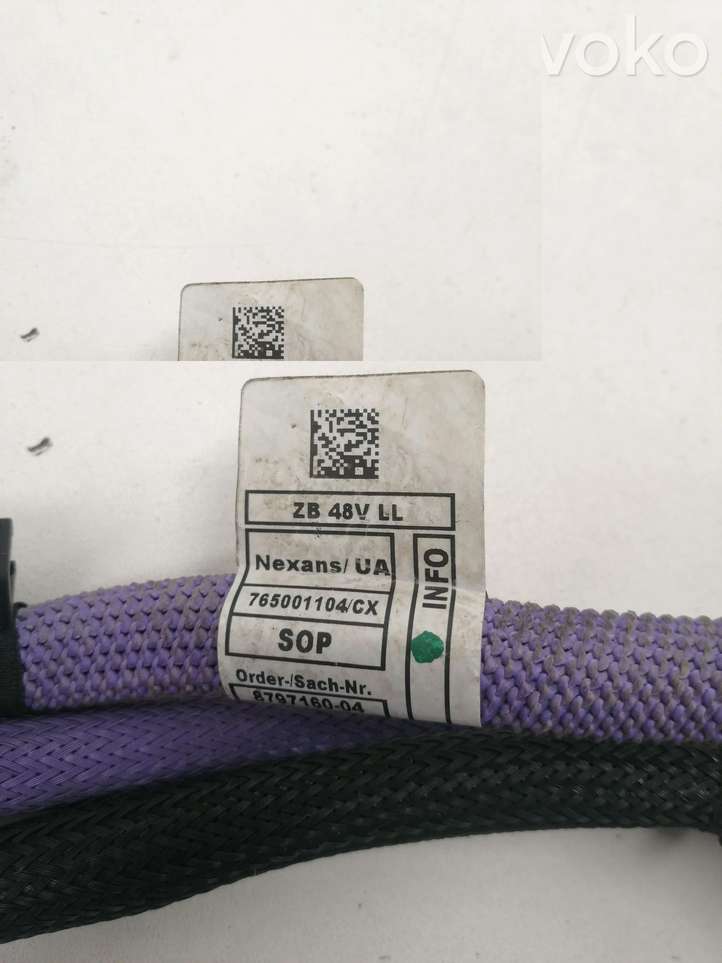 voko
ZB 48V LL
Nexans/ UA
765001104/CX
SOP
INFO
Order-/Sach-Nr.
8797160-04